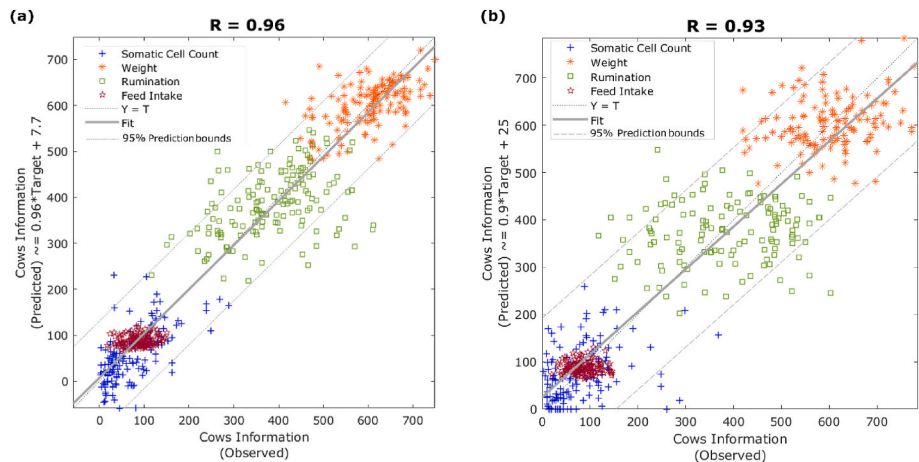 (a)
R = 0.96
700
600
500
400
300
200
100
0
Cows Information
(Predicted) ~= 0.96*Target + 7.7
Somatic Cell Count
Weight
Rumination
Feed Intake
Y = T
Fit
95% Prediction bounds
0 100 200 300 400 500 600 700
Cows Information
(Observed)
(b)
R = 0.93
800
700
600
500
400
300
200
100
0
Cows Information
(Predicted) ~= 0.9*Target + 25
Somatic Cell Count
Weight
Rumination
Feed Intake
Y = T
Fit
95% Prediction bounds
0 100 200 300 400 500 600 700
Cows Information
(Observed)